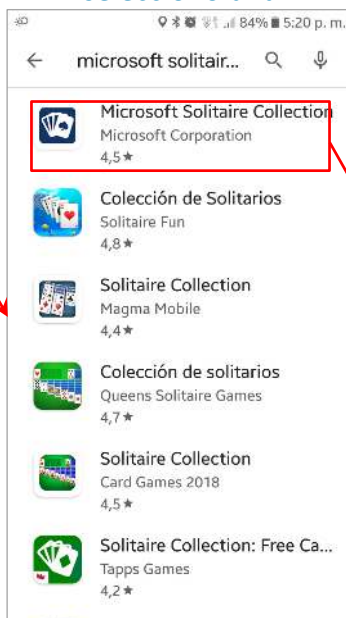 84% 5:20 p. m.
microsoft solitair...
Microsoft Solitaire Collection
Microsoft Corporation
4,5★
Colección de Solitarios
Solitaire Fun
4,8★
Solitaire Collection
Magma Mobile
4,4★
Colección de solitarios
Queens Solitaire Games
4,7★
Solitaire Collection
Card Games 2018
4,5★
Solitaire Collection: Free Ca...
Tapps Games
4,2★